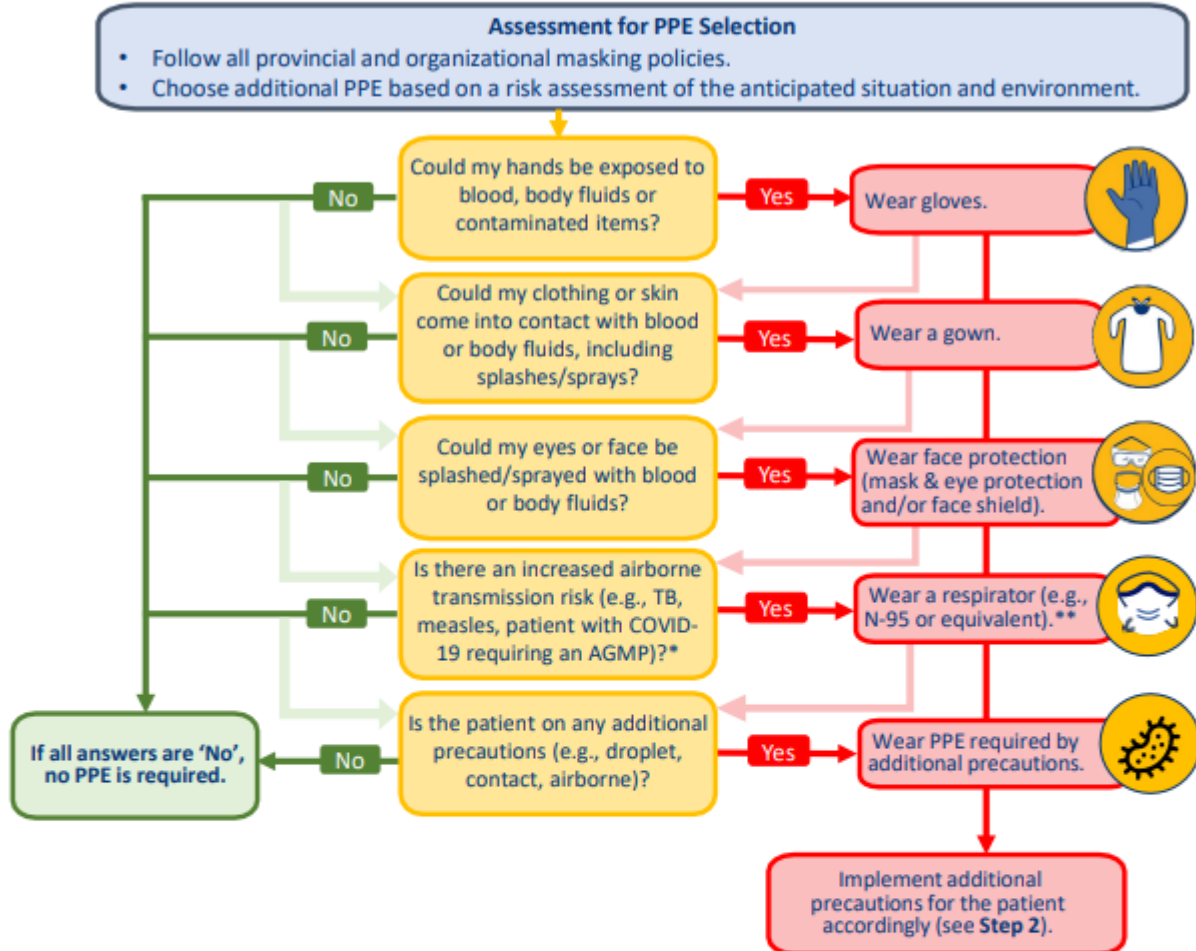 Assessment for PPE Selection
• Follow all provincial and organizational masking policies.
• Choose additional PPE based on a risk assessment of the anticipated situation and environment.
Could my hands be exposed to
blood, body fluids or
contaminated items?
No
Yes
Wear gloves.
Could my clothing or skin
come into contact with blood
or body fluids, including
splashes/sprays?
No
Yes
Wear a gown.
Could my eyes or face be
splashed/sprayed with blood
or body fluids?
No
Yes
Wear face protection
(mask & eye protection
and/or face shield).
Is there an increased airborne
transmission risk (e.g., TB,
measles, patient with COVID-
19 requiring an AGMP)?*
No
Yes
Wear a respirator (e.g.,
N-95 or equivalent).**
Is the patient on any additional
precautions (e.g., droplet,
contact, airborne)?
No
Yes
Wear PPE required by
additional precautions.
If all answers are ‘No’,
no PPE is required.
Implement additional
precautions for the patient
accordingly (see Step 2).